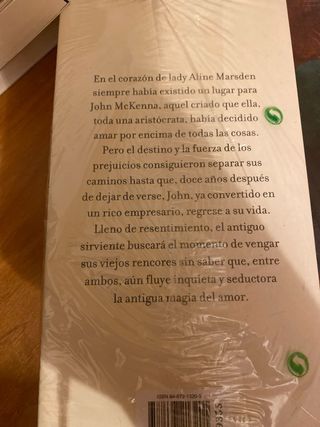 En el corazón de lady Aline Marsden
siempre había existido un lugar para
John McKenna, aquel criado que ella,
toda una aristócrata, había decidido
amar por encima de todas las cosas.
Pero el destino y la fuerza de los
prejuicios consiguieron separar sus
caminos hasta que, doce años después
de dejar de verse, John, ya convertido en
un rico empresario, regrese a su vida.
Lleno de resentimiento, el antiguo
sirviente buscará el momento de vengar
sus viejos rencores sin saber que, entre
ambos, aún fluye inquieta y seductora
la antigua magia del amor.